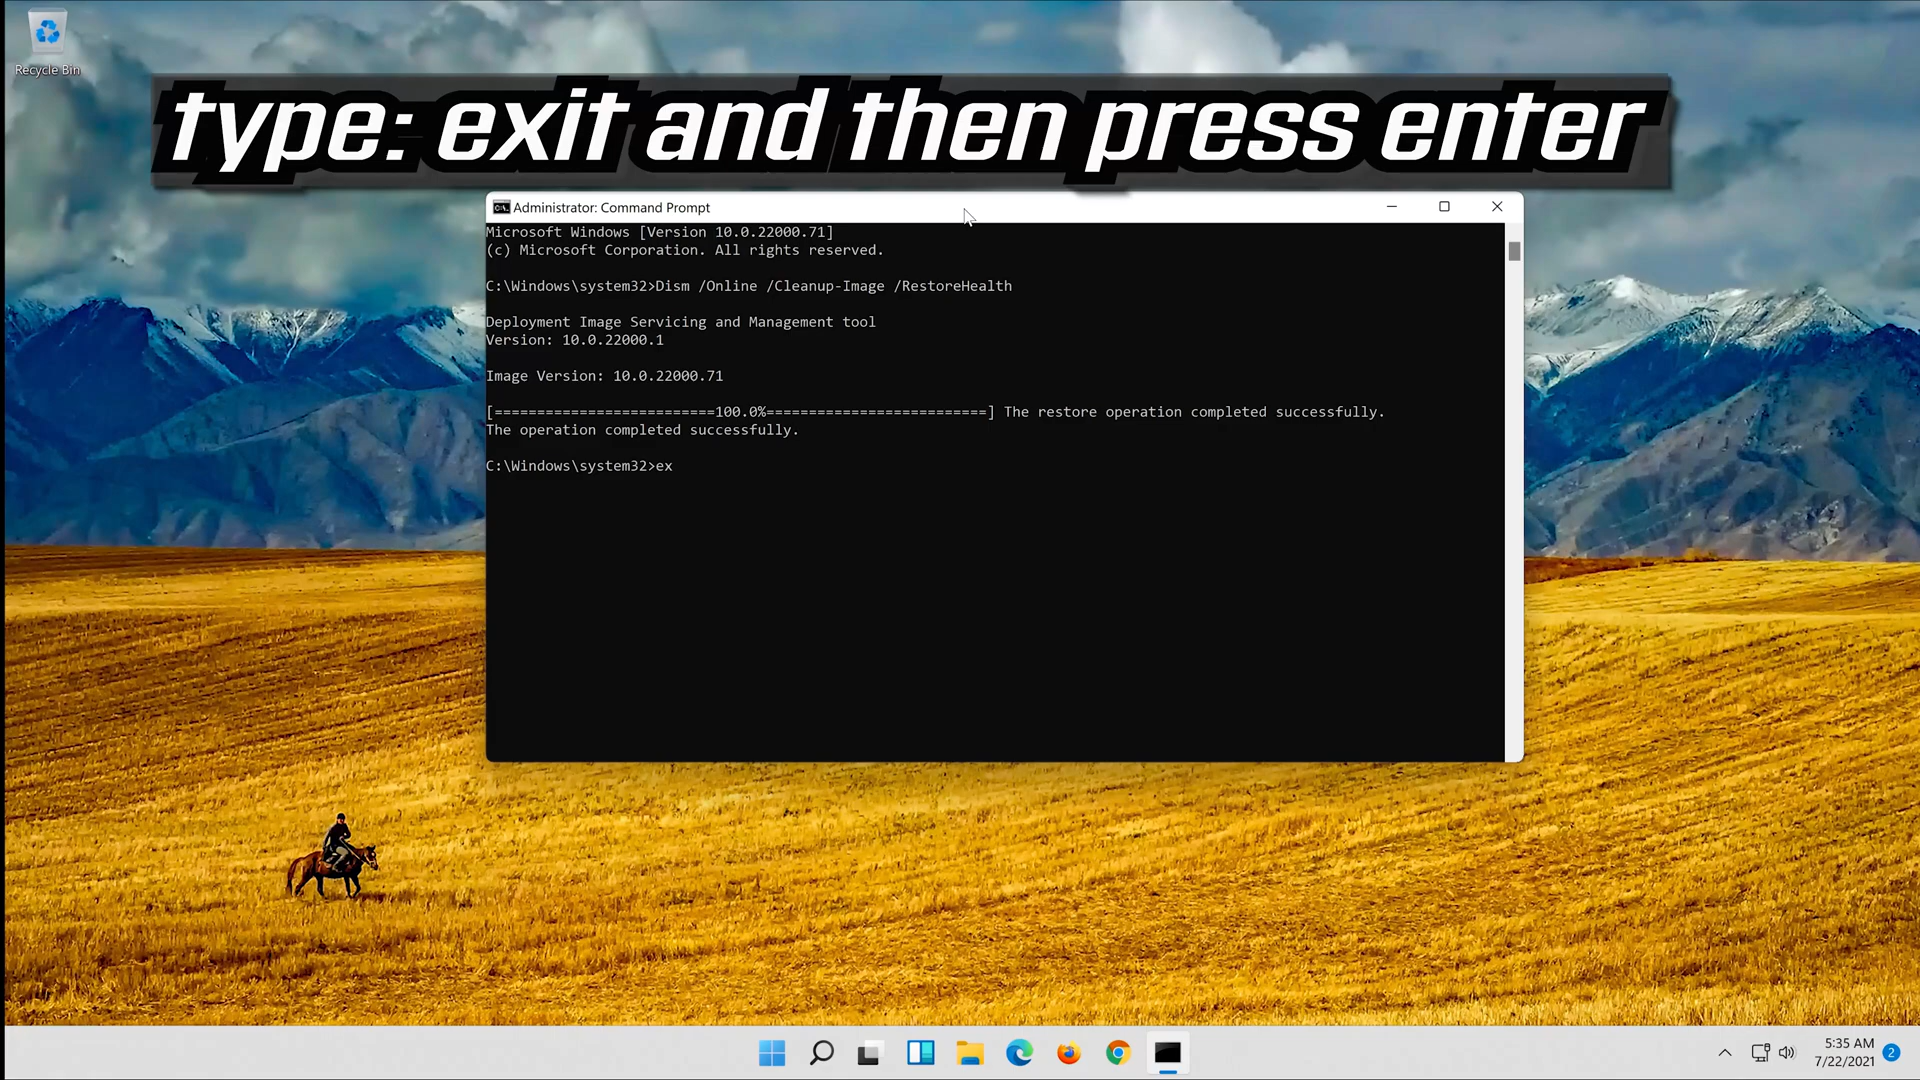 Recycle Bin
type: exit and then press enter
Administrator: Command Prompt
Microsoft Windows [Version 10.0.22000.71]
(c) Microsoft Corporation. All rights reserved.
C:\Windows\system32>Dism /Online /Cleanup-Image /RestoreHealth
Deployment Image Servicing and Management tool
Version: 10.0.22000.1
Image Version: 10.0.22000.71
[==========================100.0%==========================] The restore operation completed successfully.
The operation completed successfully.
C:\Windows\system32>ex
5:35 AM
7/22/2021
2